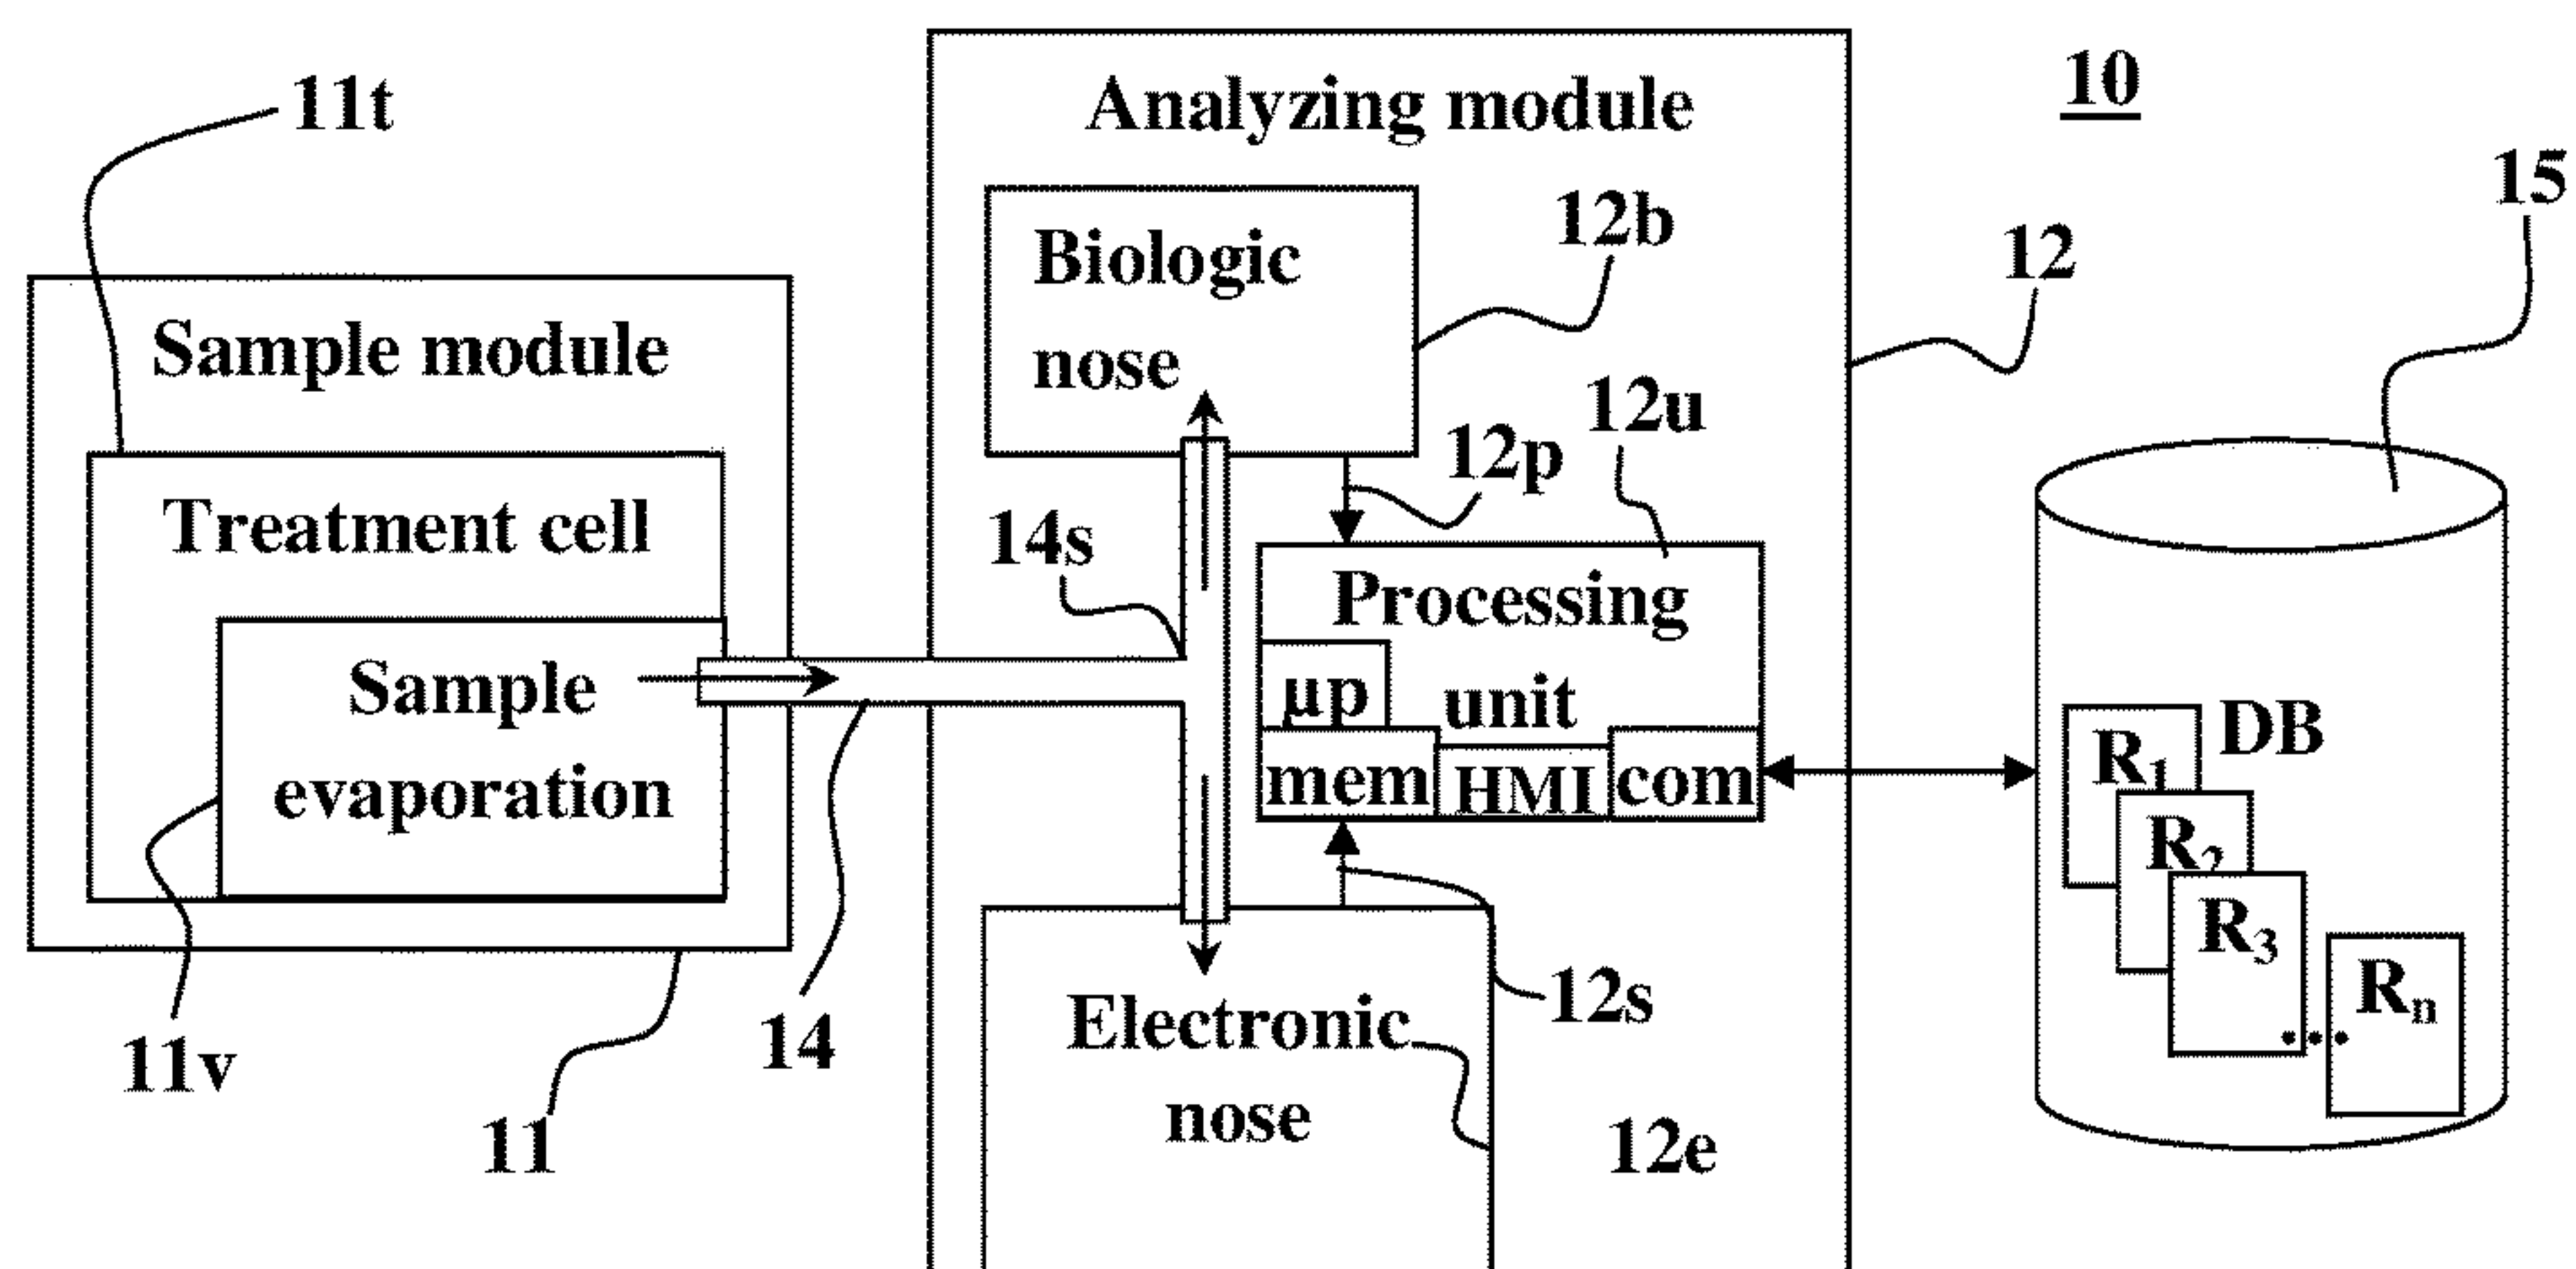 11t
Analyzing module
10
15
12b
12
Biologic
nose
Sample module
12u
12p
Treatment cell
14s
Processing
unit
µp
mem
HMI
com
Sample
evaporation
DB
R1
R2
R3
...
Rn
12s
Electronic
nose
14
11v
11
12e